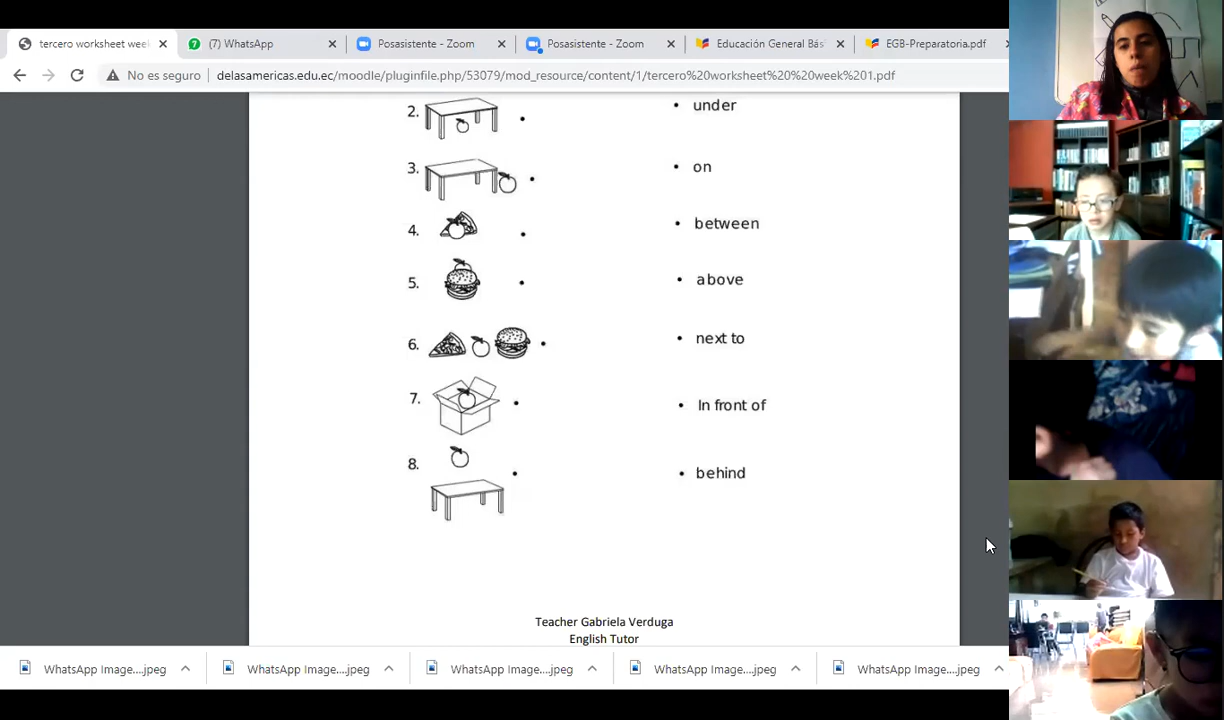 tercero worksheet wee
(7) WhatsApp
Posasistente - Zoom
Posasistente - Zoom
Educación General Bás
EGB-Preparatoria.pdf
No es seguro
delasamericas.edu.ec/moodle/pluginfile.php/53079/mod_resource/content/1/tercero%20worksheet%20%20week%201.pdf
2. • • under
3. • • on
4. • • between
5. • • above
6. • • next to
7. • • In front of
8. • • behind
Teacher Gabriela Verduga
English Tutor
WhatsApp Image....jpeg
WhatsApp Image....jpeg
WhatsApp Image....jpeg
WhatsApp Image....jpeg
WhatsApp Image....jpeg